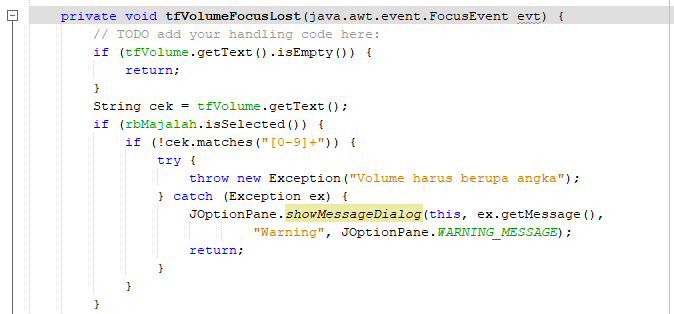 private void tfVolumeFocusLost(java.awt.event.FocusEvent evt) {
    // TODO add your handling code here:
    if (tfVolume.getText().isEmpty()) {
        return;
    }
    String cek = tfVolume.getText();
    if (rbMajalah.isSelected()) {
        if (!cek.matches("[0-9]+")) {
            try {
                throw new Exception("Volume harus berupa angka");
            } catch (Exception ex) {
                JOptionPane.showMessageDialog(this, ex.getMessage(),
                        "Warning", JOptionPane.WARNING_MESSAGE);
                return;
            }
        }
    }